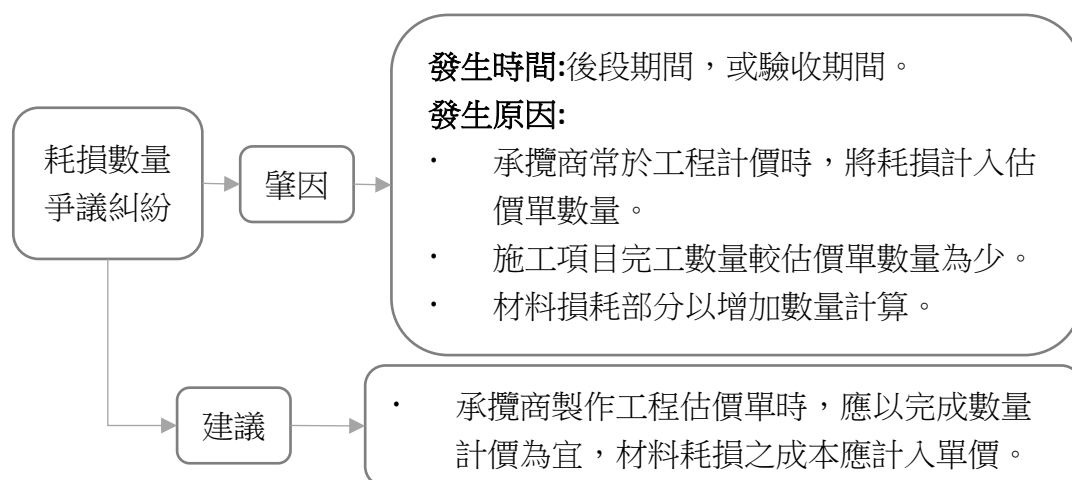 耗損數量
爭議糾紛
肇因
發生時間:後段期間，或驗收期間。
發生原因:
· 承攬商常於工程計價時，將耗損計入估
價單數量。
· 施工項目完工數量較估價單數量為少。
· 材料損耗部分以增加數量計算。
建議
· 承攬商製作工程估價單時，應以完成數量
計價為宜，材料耗損之成本應計入單價。